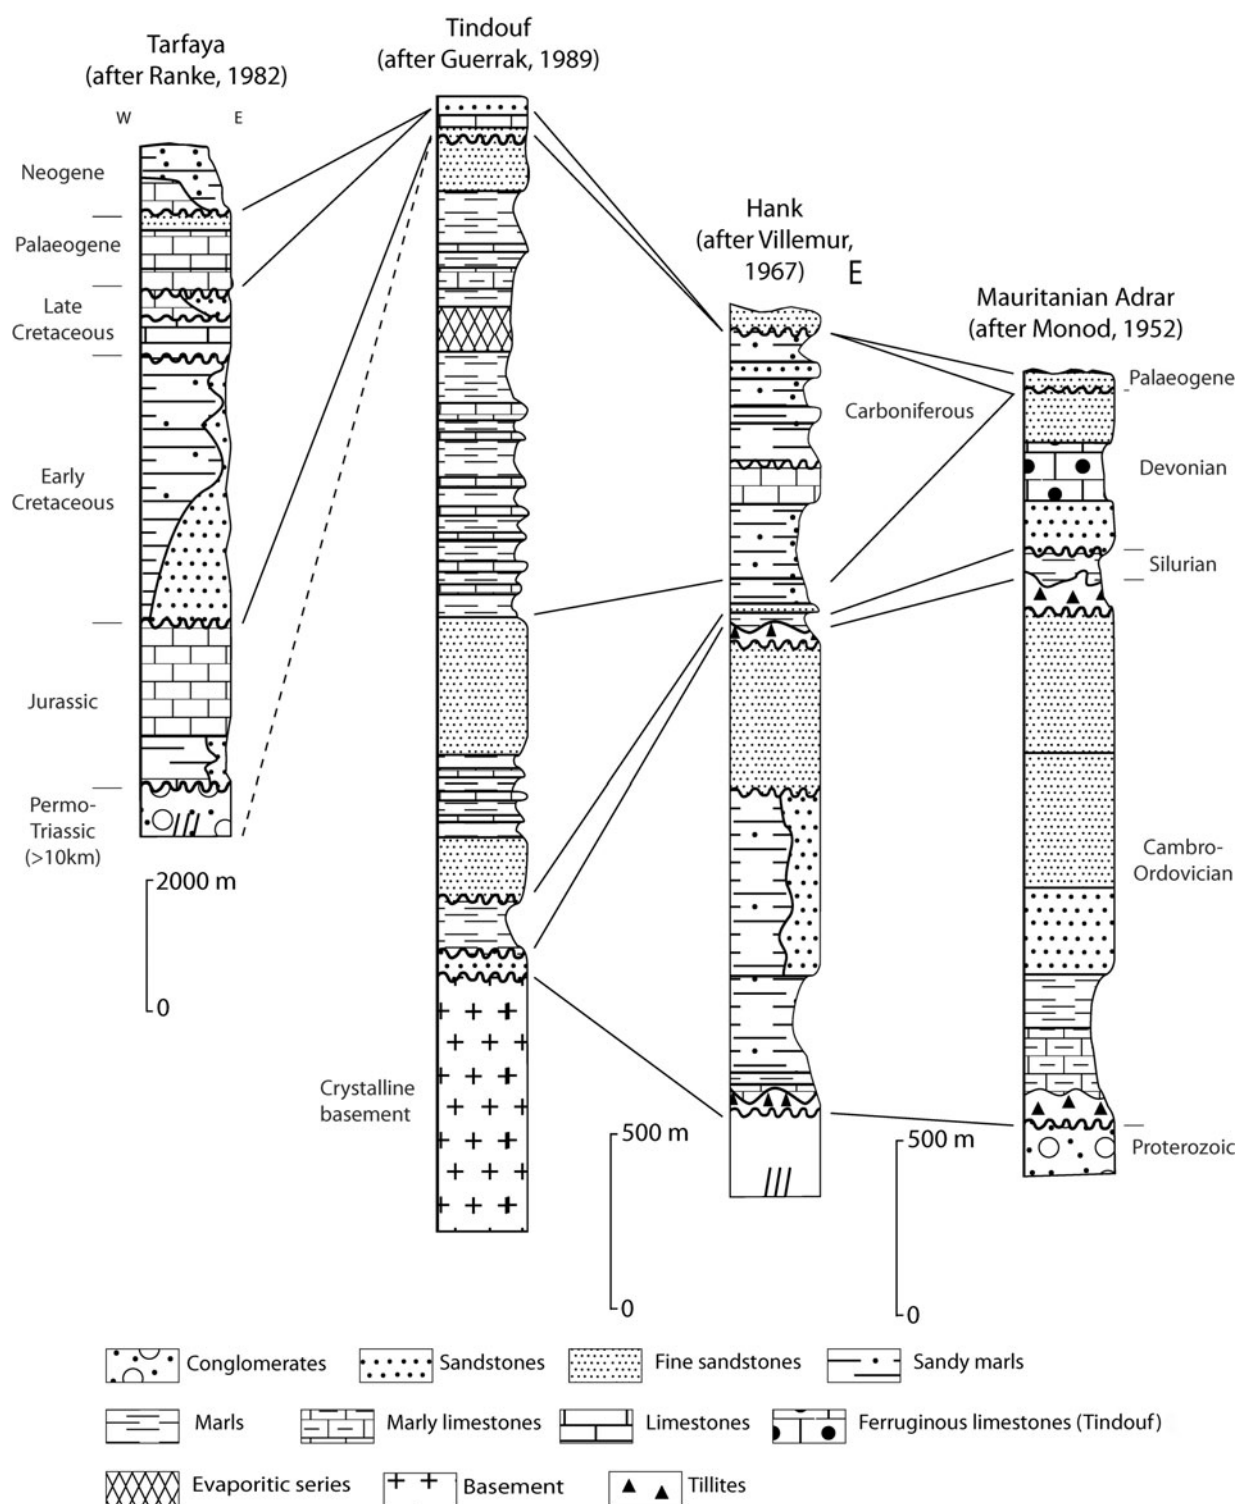 Tarfaya
(after Ranke, 1982)
W
E
Tindouf
(after Guerrak, 1989)
Hank
(after Villemur,
1967)
E
Mauritanian Adrar
(after Monod, 1952)
Neogene
Palaeogene
Late
Cretaceous
Early
Cretaceous
Jurassic
Permo-
Triassic
(>10km)
2000 m
0
Crystalline
basement
Carboniferous
500 m
0
500 m
0
Palaeogene
Devonian
Silurian
Cambro-
Ordovician
Proterozoic
Conglomerates
Sandstones
Fine sandstones
Sandy marls
Marls
Marly limestones
Limestones
Ferruginous limestones (Tindouf)
Evaporitic series
Basement
Tillites